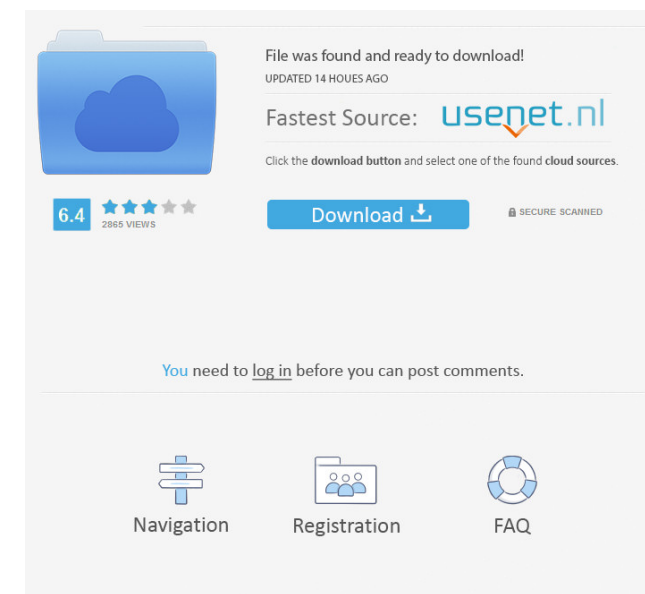 File was found and ready to download!
UPDATED 14 HOUES AGO
Fastest Source: usenet.nl
Click the download button and select one of the found cloud sources.
6.4
2865 VIEWS
Download
SECURE SCANNED
You need to log in before you can post comments.
Navigation
Registration
FAQ